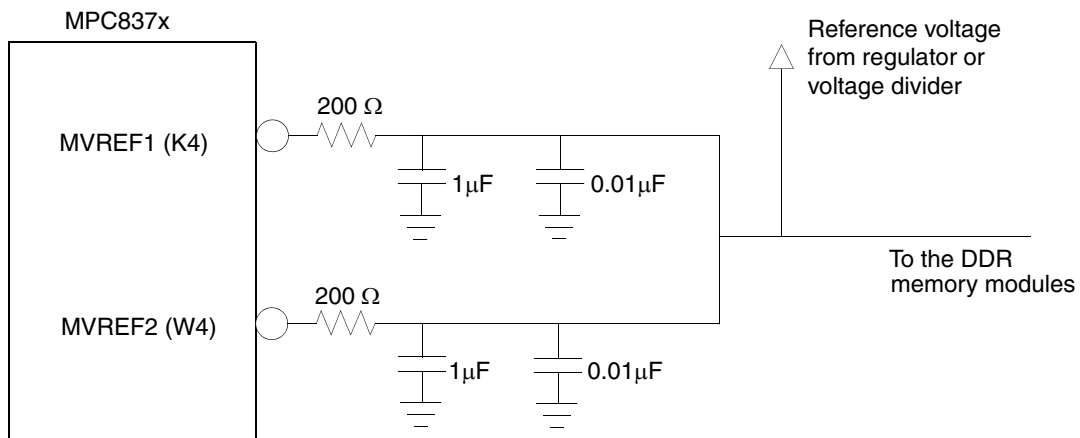 MPC837x
Reference voltage
from regulator or
voltage divider
200 Ω
MVREF1 (K4)
1μF
0.01μF
To the DDR
memory modules
200 Ω
MVREF2 (W4)
1μF
0.01μF